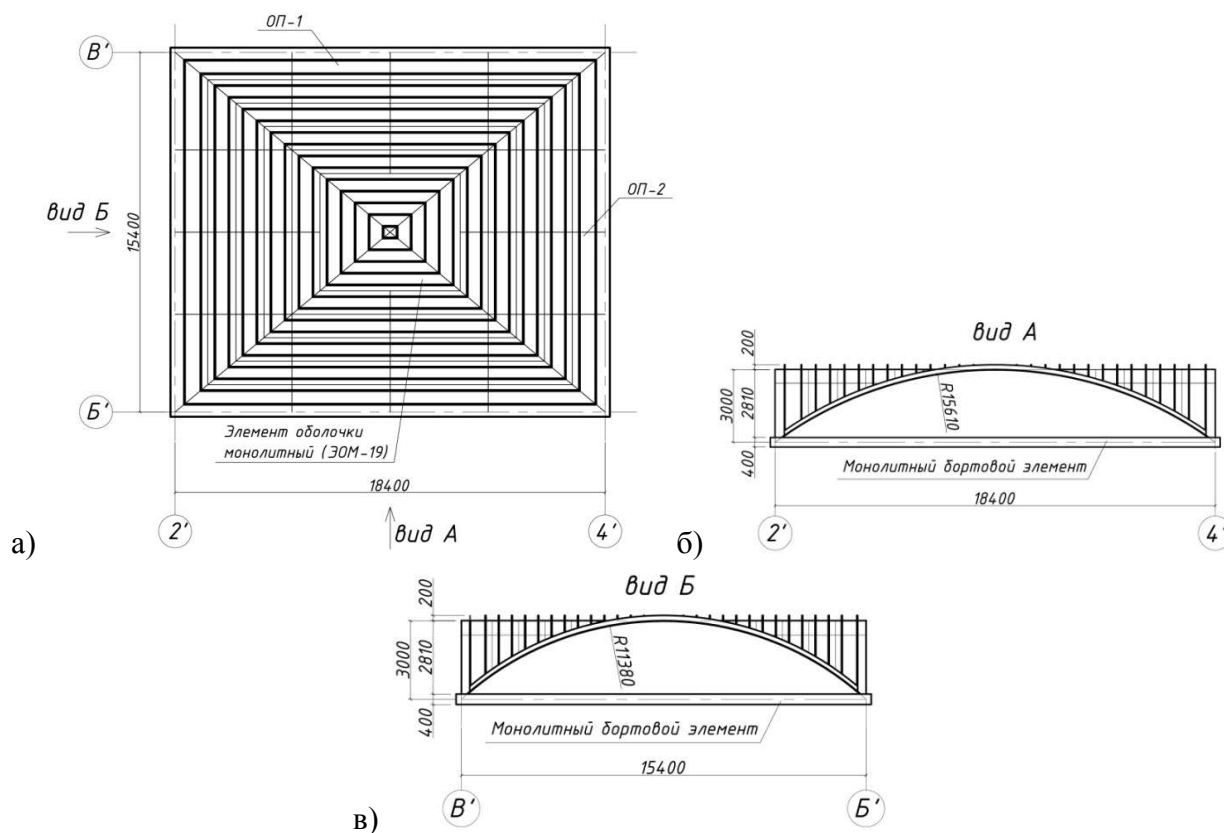 ОП-1
В'
ОП-2
вид Б
15400
Б'
Элемент оболочки
монолитный (ЭОМ-19)
18400
2'
вид А
4'
а)
вид А
200
3000
2810
400
R15610
Монолитный бортовой элемент
18400
2'
4'
б)
вид Б
200
3000
2810
400
R11380
Монолитный бортовой элемент
15400
В'
Б'
в)